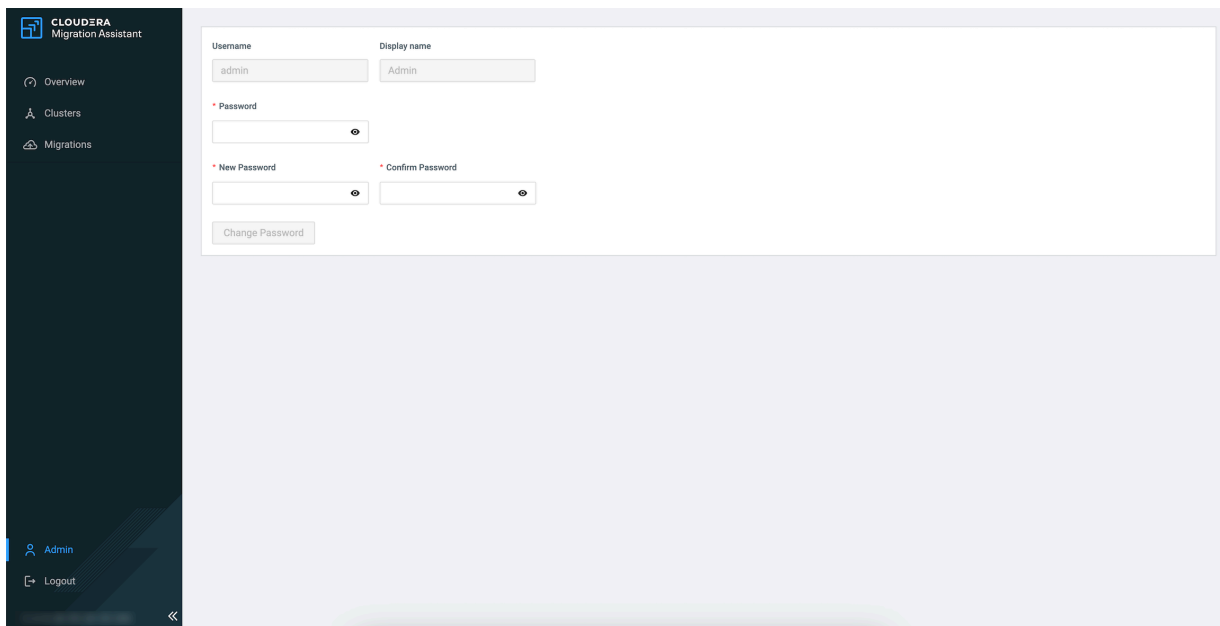 CLOUDERA
Migration Assistant
Overview
Clusters
Migrations
Admin
Logout
Username
Display name
admin
Admin
* Password
* New Password
* Confirm Password
Change Password